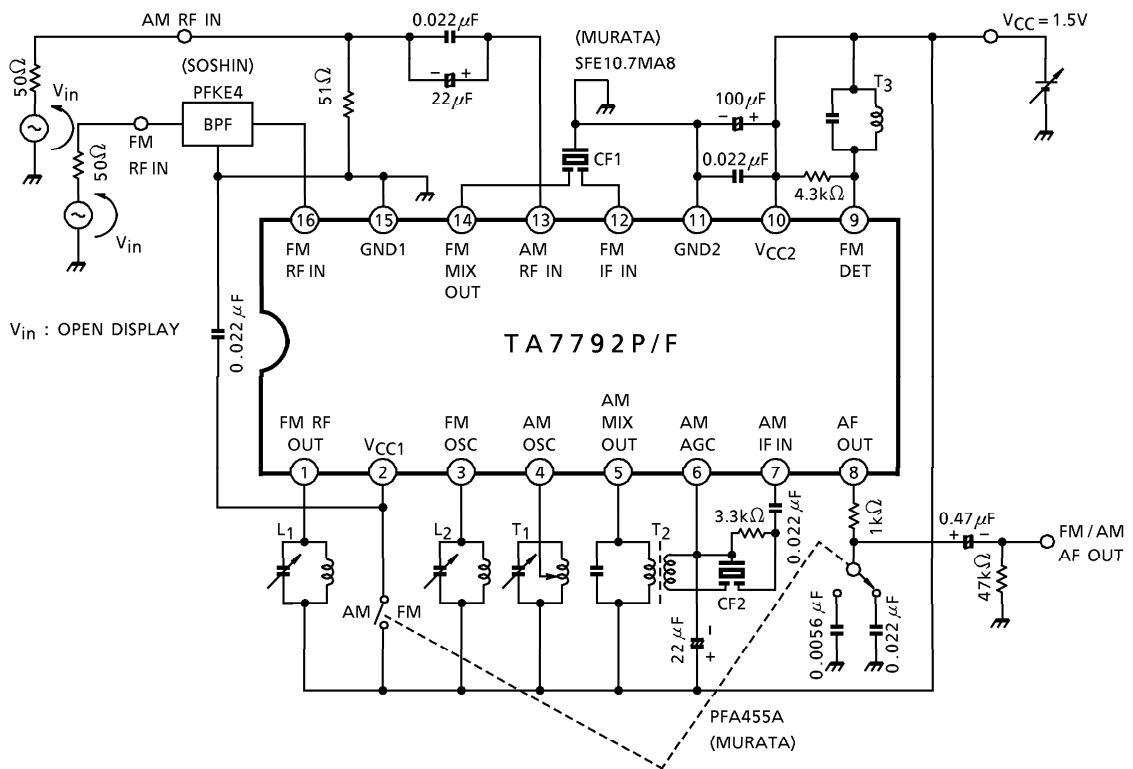 AM RF IN
0.022μF
VCC = 1.5V
(MURATA)
SFE10.7MA8
(SOSHIN)
PFKE4
50Ω
Vin
BPF
51Ω
22μF
− +
100μF
− +
T3
FM
RF IN
50Ω
Vin
CF1
0.022μF
4.3kΩ
16 15 14 13 12 11 10 9
FM
RF IN
GND1
FM
MIX
OUT
AM
RF IN
FM
IF IN
GND2
VCC2
FM
DET
Vin : OPEN DISPLAY
0.022μF
TA7792P/F
FM RF
OUT
VCC1
FM
OSC
AM
OSC
AM
MIX
OUT
AM
AGC
AM
IF IN
AF
OUT
1 2 3 4 5 6 7 8
L1
L2
T1
T2
3.3kΩ
0.022μF
1kΩ
0.47μF
+ −
FM / AM
AF OUT
47kΩ
CF2
AM FM
22μF
−
+
0.0056μF
0.022μF
PFA455A
(MURATA)